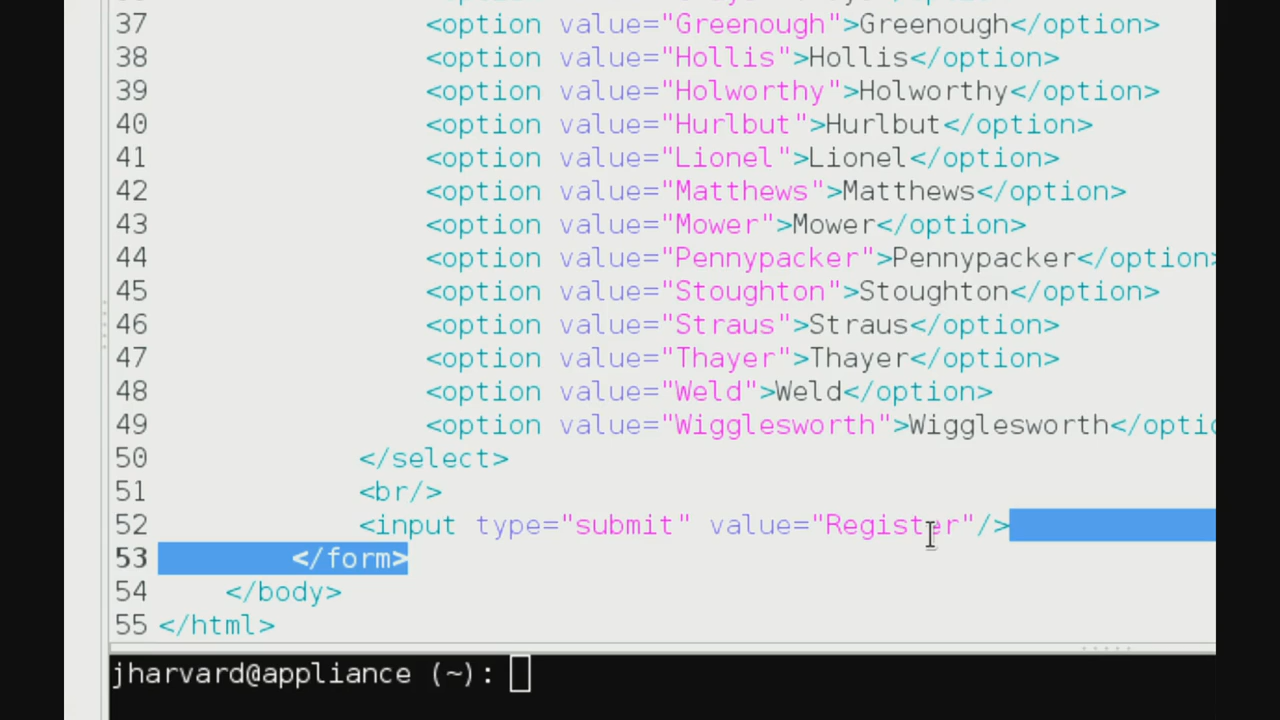 37 <option value="Greenough">Greenough</option>
38 <option value="Hollis">Hollis</option>
39 <option value="Holworthy">Holworthy</option>
40 <option value="Hurlbut">Hurlbut</option>
41 <option value="Lionel">Lionel</option>
42 <option value="Matthews">Matthews</option>
43 <option value="Mower">Mower</option>
44 <option value="Pennypacker">Pennypacker</option>
45 <option value="Stoughton">Stoughton</option>
46 <option value="Straus">Straus</option>
47 <option value="Thayer">Thayer</option>
48 <option value="Weld">Weld</option>
49 <option value="Wigglesworth">Wigglesworth</optio
50 </select>
51 <br/>
52 <input type="submit" value="Register"/>
53 </form>
54 </body>
55 </html>
jharvard@appliance (~):